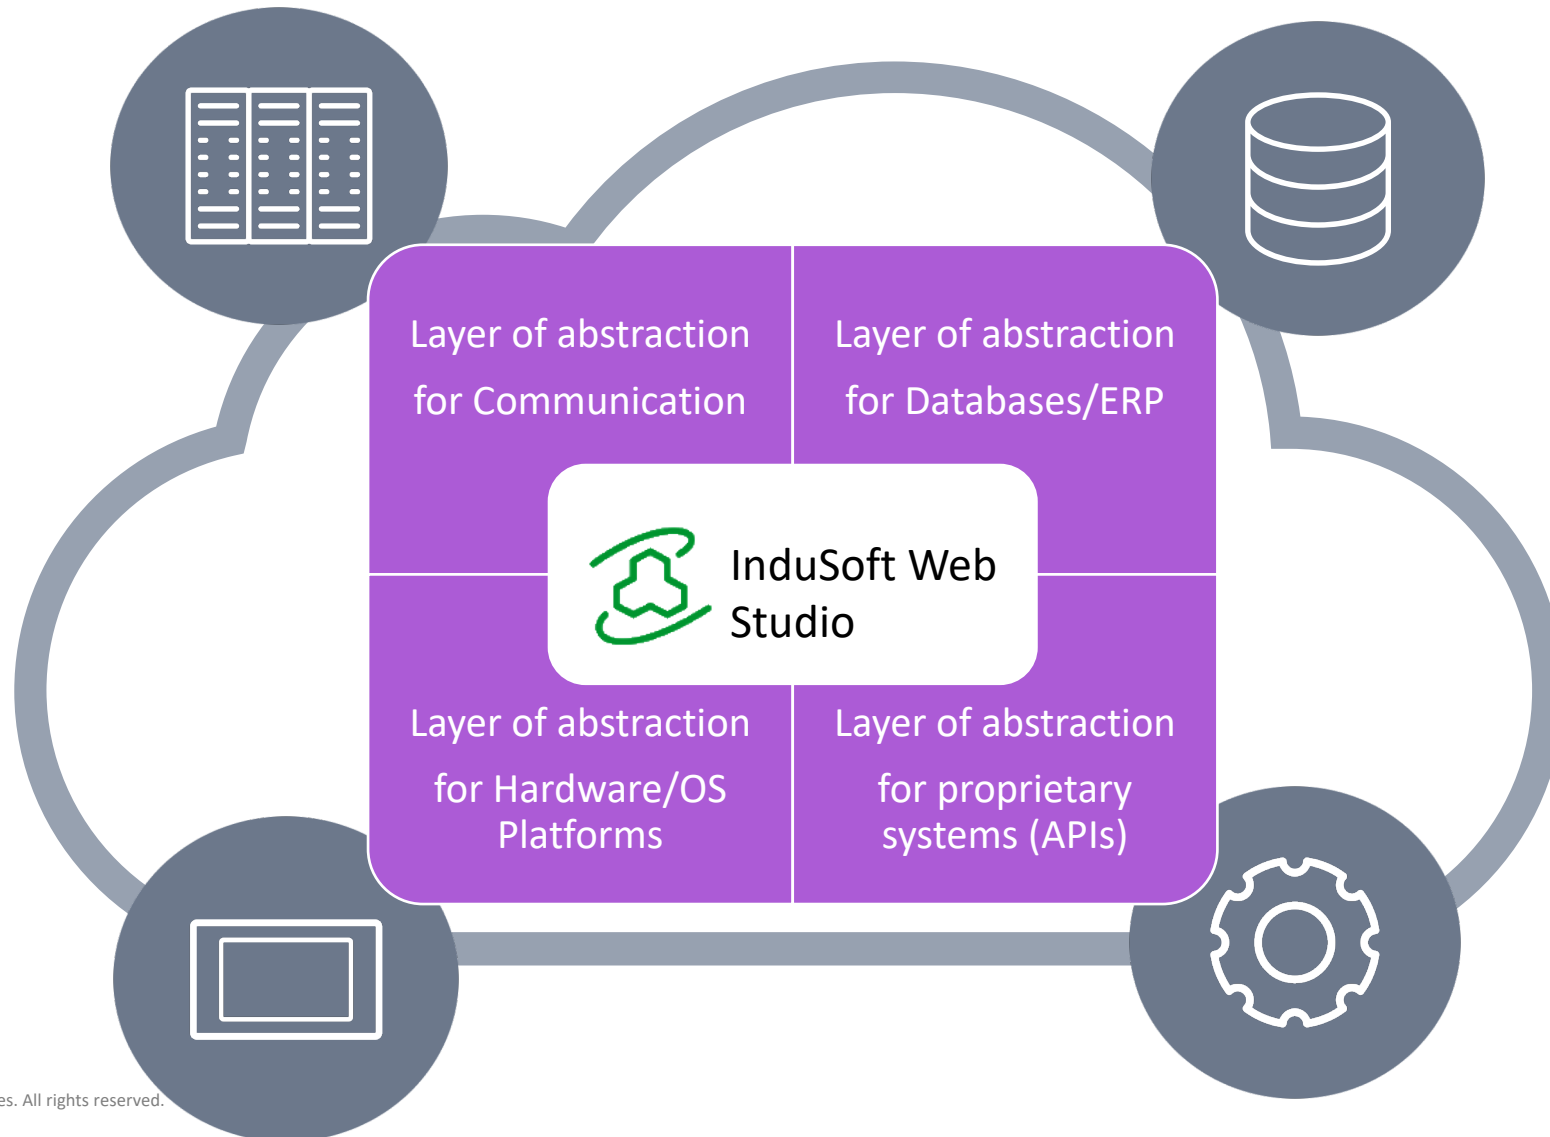 Layer of abstraction
for Communication
Layer of abstraction
for Databases/ERP
InduSoft Web
Studio
Layer of abstraction
for Hardware/OS
Platforms
Layer of abstraction
for proprietary
systems (APIs)
es. All rights reserved.